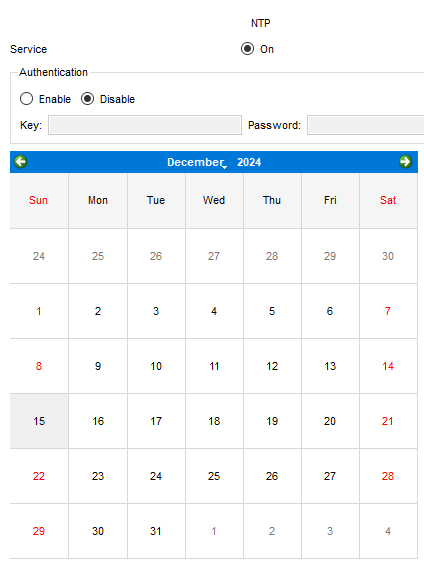 NTP
Service On
Authentication
Enable Disable
Key: Password:
December 2024
Sun Mon Tue Wed Thu Fri Sat
24 25 26 27 28 29 30
1 2 3 4 5 6 7
8 9 10 11 12 13 14
15 16 17 18 19 20 21
22 23 24 25 26 27 28
29 30 31 1 2 3 4